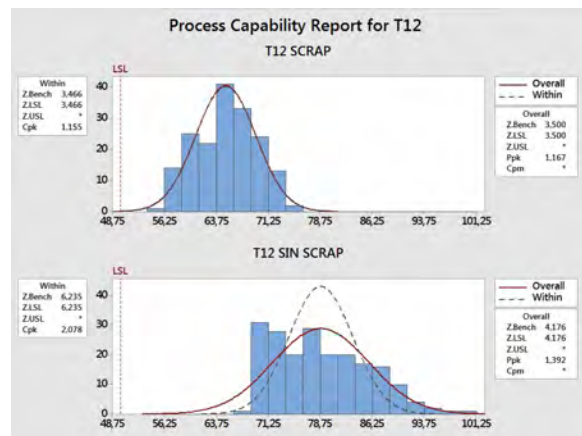 Process Capability Report for T12
T12 SCRAP
LSL
Within
Z.Bench 3,466
Z.LSL 3,466
Z.USL *
Cpk 1,155
40
30
20
10
0
48,75 56,25 63,75 71,25 78,75 86,25 93,75 101,25
Overall
Within
Overall
Z.Bench 3,500
Z.LSL 3,500
Z.USL *
Ppk 1,167
Cpm *
T12 SIN SCRAP
LSL
Within
Z.Bench 6,235
Z.LSL 6,235
Z.USL *
Cpk 2,078
40
30
20
10
0
48,75 56,25 63,75 71,25 78,75 86,25 93,75 101,25
Overall
Within
Overall
Z.Bench 4,176
Z.LSL 4,176
Z.USL *
Ppk 1,392
Cpm *